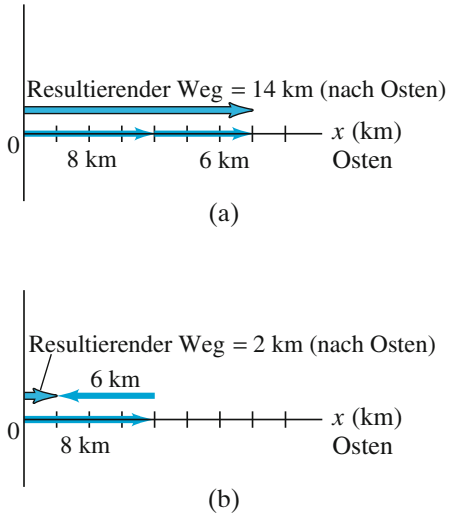 Resultierender Weg = 14 km (nach Osten)
0
x (km)
8 km
6 km
Osten
(a)
Resultierender Weg = 2 km (nach Osten)
6 km
0
x (km)
8 km
Osten
(b)